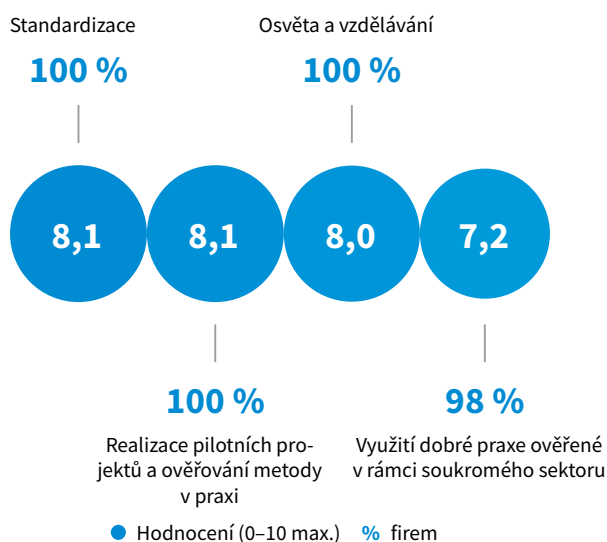 Standardizace
100 %
Osvěta a vzdělávání
100 %
8,1
8,1
8,0
7,2
100 %
Realizace pilotních pro-
jektů a ověřování metody
v praxi
98 %
Využití dobré praxe ověřené
v rámci soukromého sektoru
Hodnocení (0–10 max.) % firem